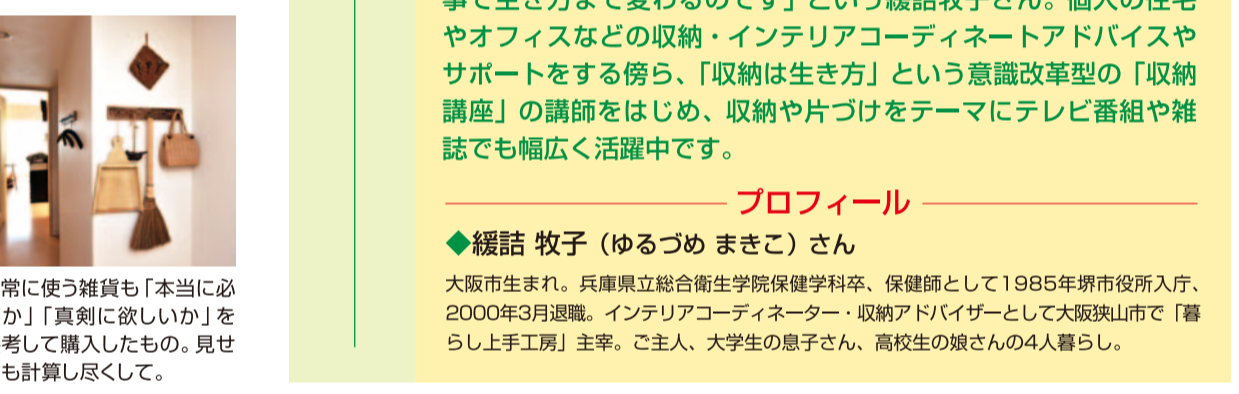 事で生き方まで変わるのです」という緩詰牧子さん。個人の住宅
やオフィスなどの収納・インテリアコーディネートアドバイスや
サポートをする傍ら、「収納は生き方」という意識改革型の「収納
講座」の講師をはじめ、収納や片づけをテーマにテレビ番組や雑
誌でも幅広く活躍中です。
プロフィール
◆緩詰 牧子（ゆるづめ まきこ）さん
大阪市生まれ。兵庫県立総合衛生学院保健学科卒、保健師として1985年堺市役所入庁、
2000年3月退職。インテリアコーディネーター・収納アドバイザーとして大阪狭山市で「暮
らし上手工房」主宰。ご主人、大学生の息子さん、高校生の娘さんの4人暮らし。
常に使う雑貨も「本当に必
か」「真剣に欲しいか」を
考して購入したもの。見せ
も計算し尽くして。